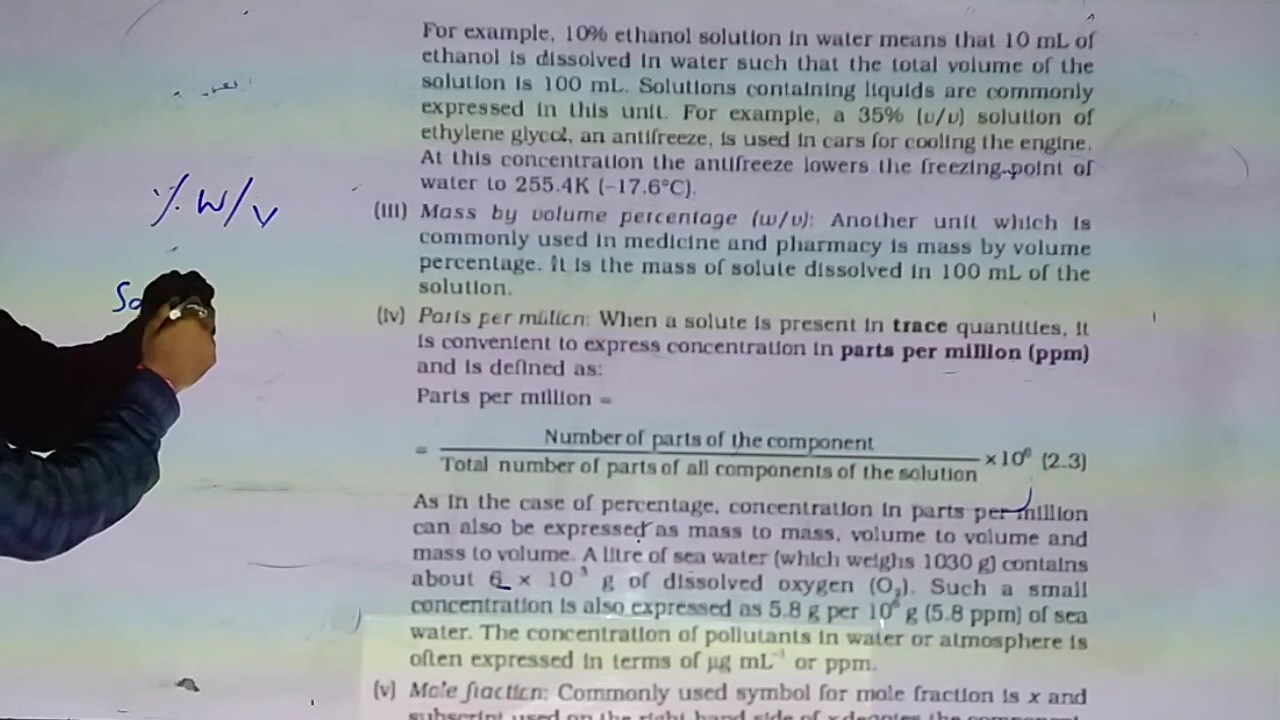 For example, 10% ethanol solution in water means that 10 mL of
ethanol is dissolved in water such that the total volume of the
solution is 100 mL. Solutions containing liquids are commonly
expressed in this unit. For example, a 35% (v/v) solution of
ethylene glycol, an antifreeze, is used in cars for cooling the engine.
At this concentration the antifreeze lowers the freezing point of
water to 255.4K (–17.6°C).
% W/V
(iii) Mass by volume percentage (w/v): Another unit which is
commonly used in medicine and pharmacy is mass by volume
percentage. It is the mass of solute dissolved in 100 mL of the
solution.
So
(iv) Parts per million: When a solute is present in trace quantities, it
is convenient to express concentration in parts per million (ppm)
and is defined as:
Parts per million =
= Number of parts of the component
Total number of parts of all components of the solution ×10⁶ (2.3)
As in the case of percentage, concentration in parts per million
can also be expressed as mass to mass, volume to volume and
mass to volume. A litre of sea water (which weighs 1030 g) contains
about 6 × 10⁻³ g of dissolved oxygen (O₂). Such a small
concentration is also expressed as 5.8 g per 10⁶ g (5.8 ppm) of sea
water. The concentration of pollutants in water or atmosphere is
often expressed in terms of μg mL⁻¹ or ppm.
(v) Mole fraction: Commonly used symbol for mole fraction is x and
subscript used on the right hand side of x denotes the component